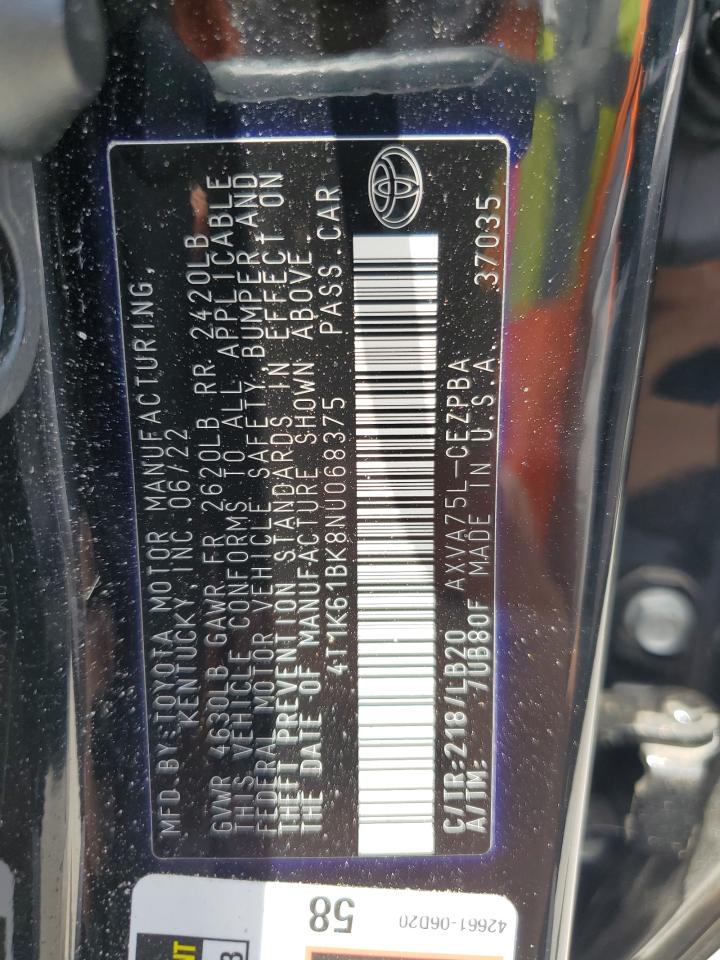 MFD. BY: TOYOTA MOTOR MANUFACTURING,
KENTUCKY, INC. 06/22
GVWR 4630LB GAWR FR 2620LB RR 2420LB
THIS VEHICLE CONFORMS TO ALL APPLICABLE
FEDERAL MOTOR VEHICLE SAFETY, BUMPER AND
THEFT PREVENTION STANDARDS IN EFFECT ON
THE DATE OF MANUFACTURE SHOWN ABOVE.
4T1K61BK8NU068375 PASS. CAR
C/TR: 218/LB20 AXVA75L-CEZPBA
A/TM: -/UB80F MADE IN U.S.A. 37035
58
42661-06D20